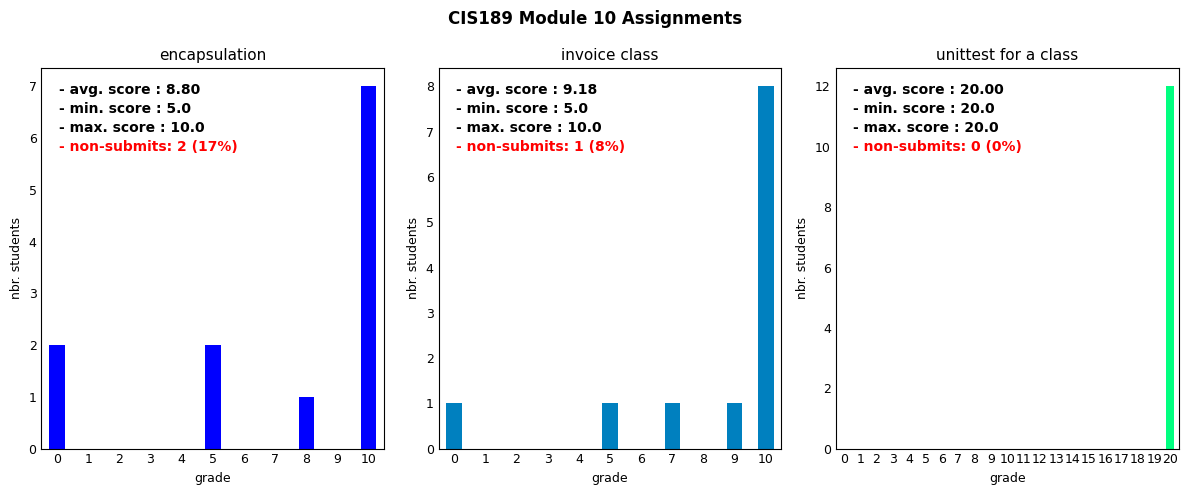 CIS189 Module 10 Assignments
encapsulation
- avg. score : 8.80
- min. score : 5.0
- max. score : 10.0
- non-submits: 2 (17%)
nbr. students
7
6
5
4
3
2
1
0
0 1 2 3 4 5 6 7 8 9 10
grade
invoice class
- avg. score : 9.18
- min. score : 5.0
- max. score : 10.0
- non-submits: 1 (8%)
nbr. students
8
7
6
5
4
3
2
1
0
0 1 2 3 4 5 6 7 8 9 10
grade
unittest for a class
- avg. score : 20.00
- min. score : 20.0
- max. score : 20.0
- non-submits: 0 (0%)
nbr. students
12
10
8
6
4
2
0
0 1 2 3 4 5 6 7 8 9 10 11 12 13 14 15 16 17 18 19 20
grade